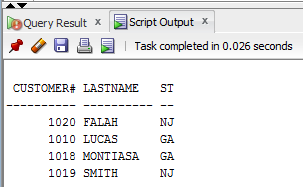 Query Result x Script Output x
Task completed in 0.026 seconds
CUSTOMER# LASTNAME ST
---------- ---------- --
1020 FALAH NJ
1010 LUCAS GA
1018 MONTIASA GA
1019 SMITH NJ